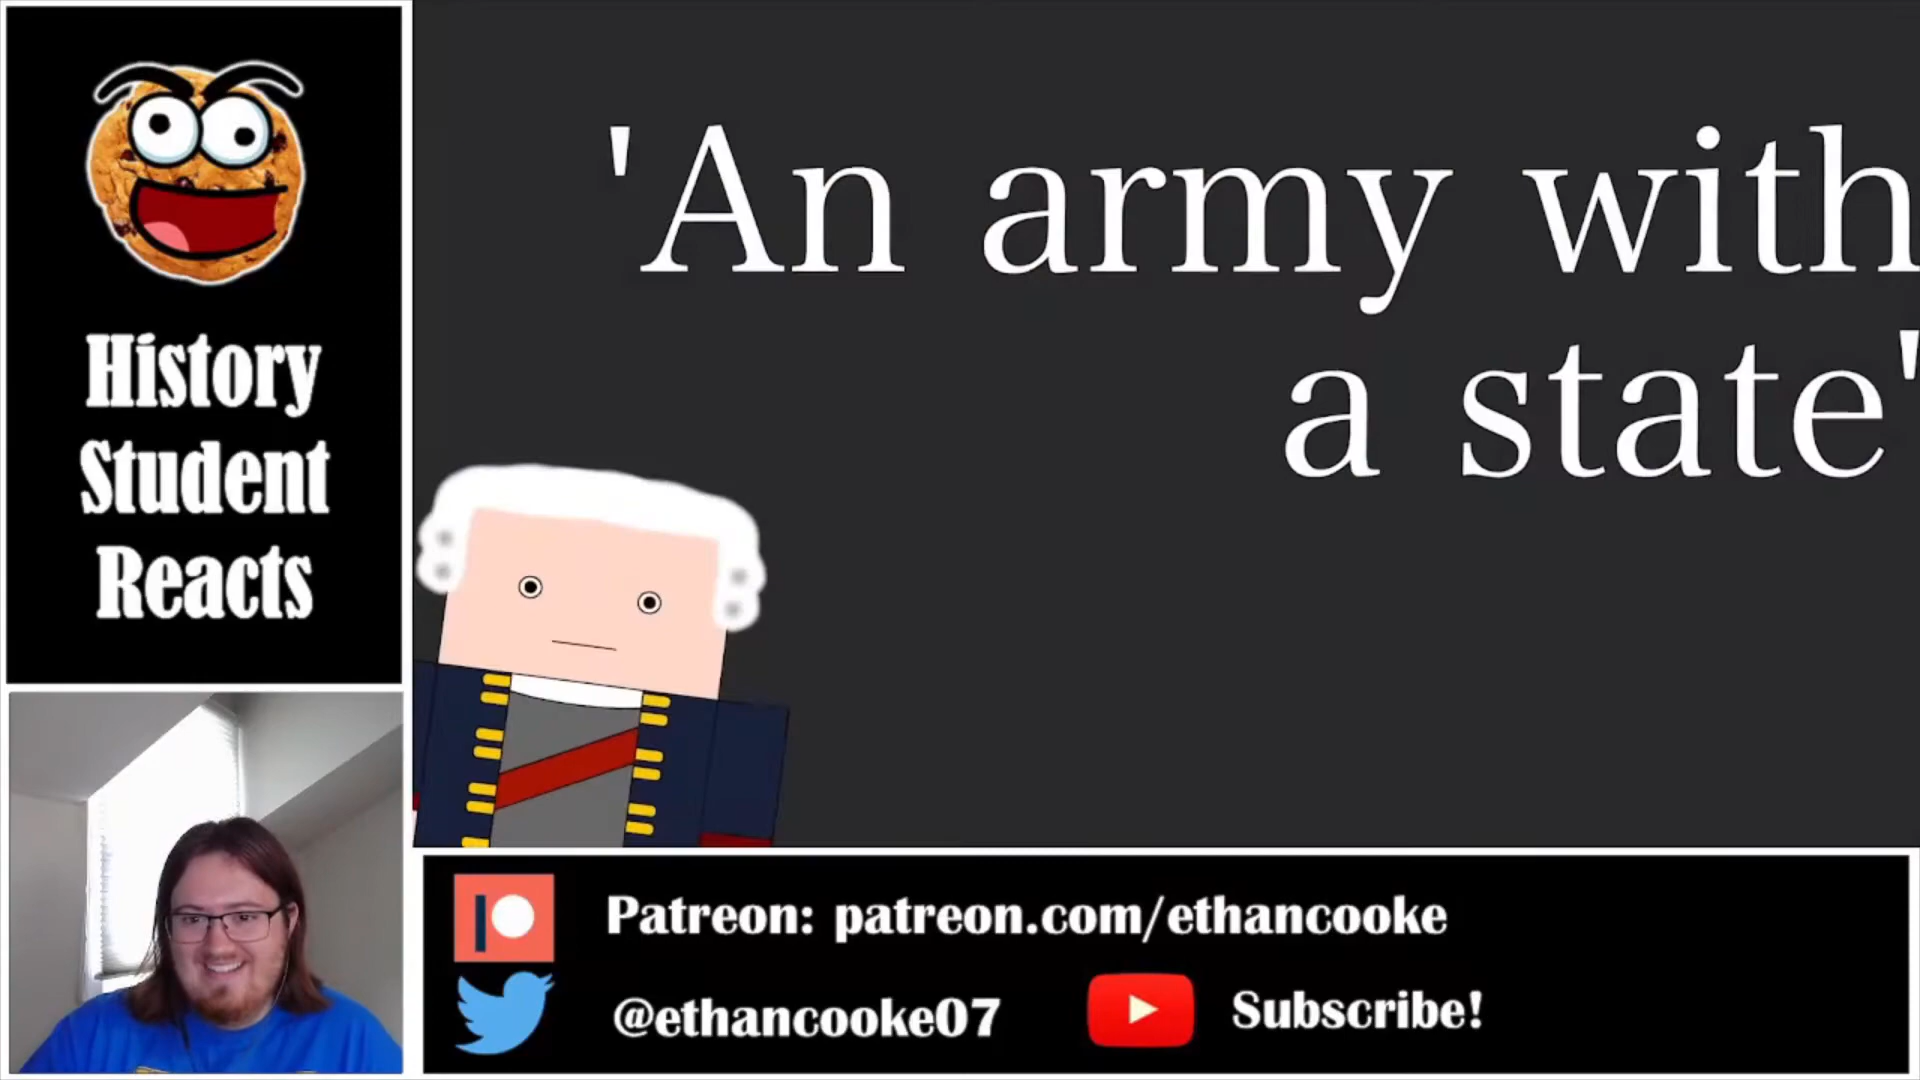 History
Student
Reacts
'An army with
a state'
Patreon: patreon.com/ethancooke
@ethancooke07
Subscribe!